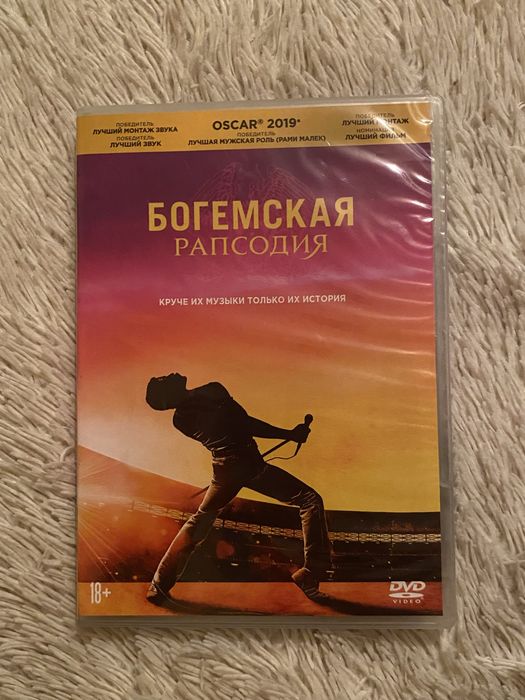 ПОБЕДИТЕЛЬ
ЛУЧШИЙ МОНТАЖ ЗВУКА
ПОБЕДИТЕЛЬ
ЛУЧШИЙ ЗВУК
OSCAR® 2019*
ПОБЕДИТЕЛЬ
ЛУЧШАЯ МУЖСКАЯ РОЛЬ (РАМИ МАЛЕК)
ПОБЕДИТЕЛЬ
ЛУЧШИЙ МОНТАЖ
НОМИНАЦИЯ
ЛУЧШИЙ ФИЛЬМ
БОГЕМСКАЯ
РАПСОДИЯ
КРУЧЕ ИХ МУЗЫКИ ТОЛЬКО ИХ ИСТОРИЯ
18+
DVD
VIDEO